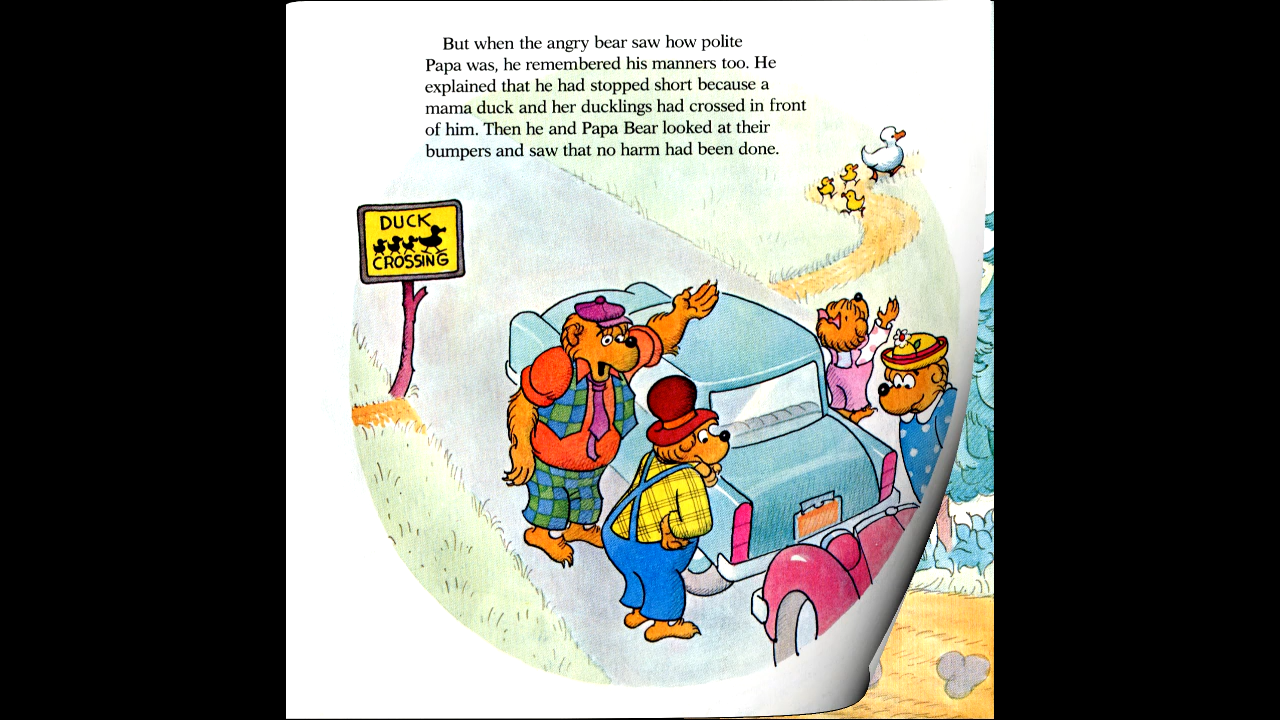 But when the angry bear saw how polite
Papa was, he remembered his manners too. He
explained that he had stopped short because a
mama duck and her ducklings had crossed in front
of him. Then he and Papa Bear looked at their
bumpers and saw that no harm had been done.
DUCK
CROSSING